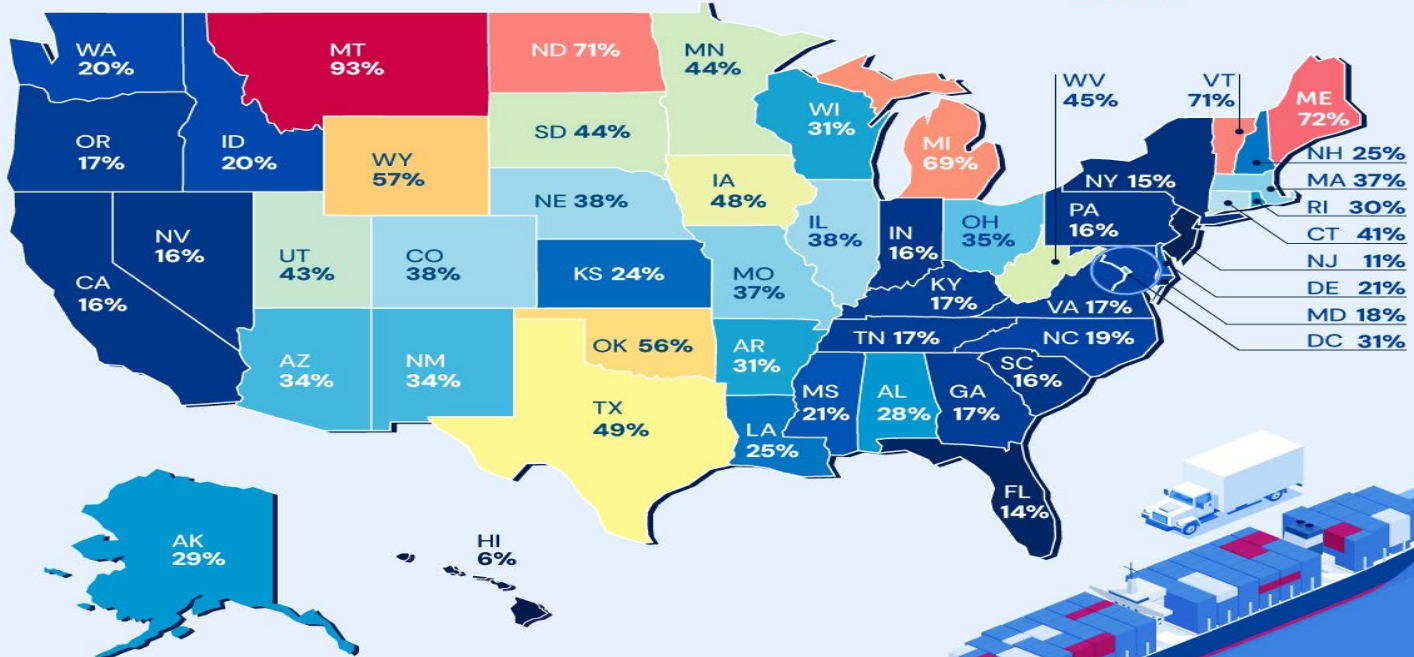 WA
20%
MT
93%
ND 71%
MN
44%
WV
45%
VT
71%
ME
72%
OR
17%
ID
20%
WY
57%
SD 44%
WI
31%
MI
69%
NH 25%
MA 37%
RI 30%
CT 41%
NJ 11%
DE 21%
MD 18%
DC 31%
NY 15%
PA
16%
IA
48%
NE 38%
NV
16%
UT
43%
CO
38%
IL
38%
IN
16%
OH
35%
CA
16%
KS 24%
MO
37%
KY
17%
VA 17%
AZ
34%
NM
34%
OK 56%
AR
31%
TN 17%
NC 19%
SC
16%
TX
49%
LA
25%
MS
21%
AL
28%
GA
17%
FL
14%
AK
29%
HI
6%